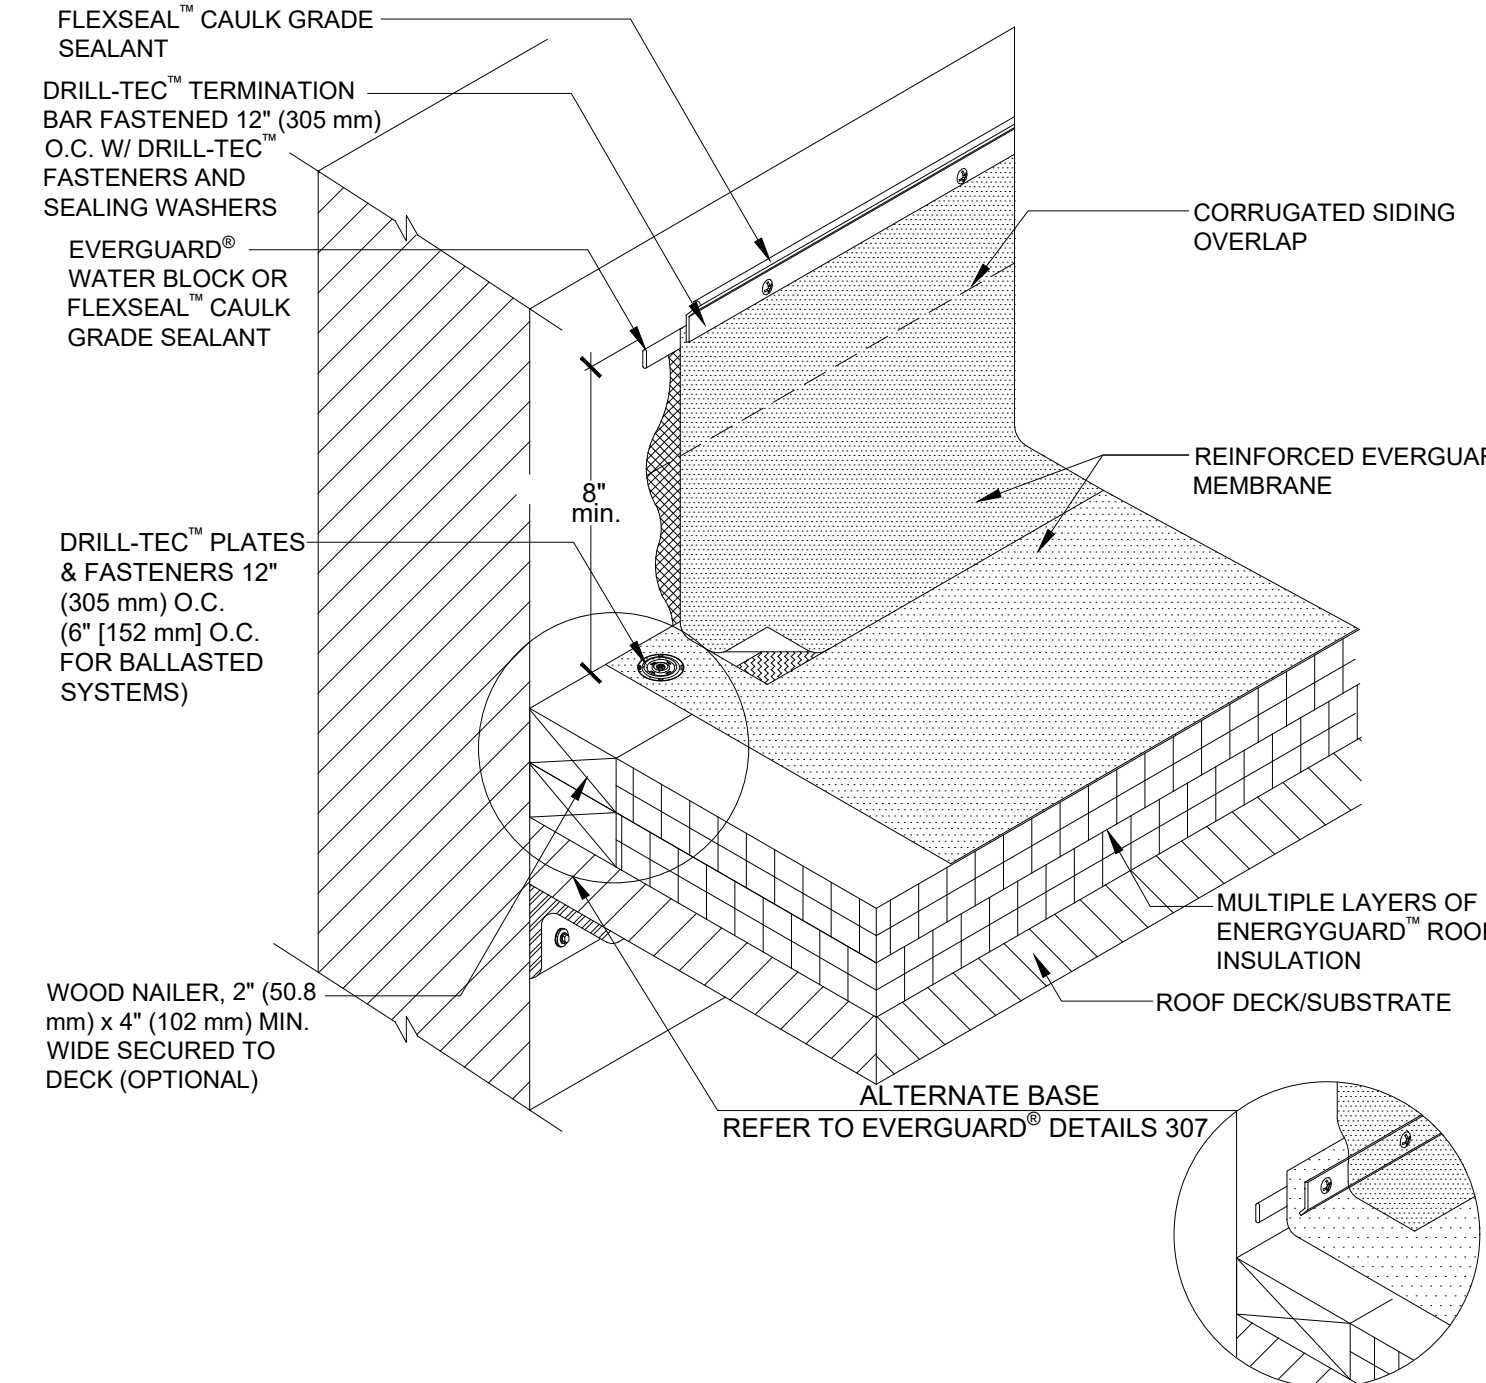 FLEXSEAL™ CAULK GRADE
SEALANT
DRILL-TEC™ TERMINATION
BAR FASTENED 12" (305 mm)
O.C. W/ DRILL-TEC™
FASTENERS AND
SEALING WASHERS
EVERGUARD®
WATER BLOCK OR
FLEXSEAL™ CAULK
GRADE SEALANT
8"
min.
DRILL-TEC™ PLATES
& FASTENERS 12"
(305 mm) O.C.
(6" [152 mm] O.C.
FOR BALLASTED
SYSTEMS)
WOOD NAILER, 2" (50.8
mm) x 4" (102 mm) MIN.
WIDE SECURED TO
DECK (OPTIONAL)
CORRUGATED SIDING
OVERLAP
REINFORCED
MEMBRANE
MULTIPLE LAYERS OF
ENERGYGUARD™
INSULATION
ROOF DECK/SUBSTRATE
ALTERNATE BASE
REFER TO EVERGUARD® DETAILS 307